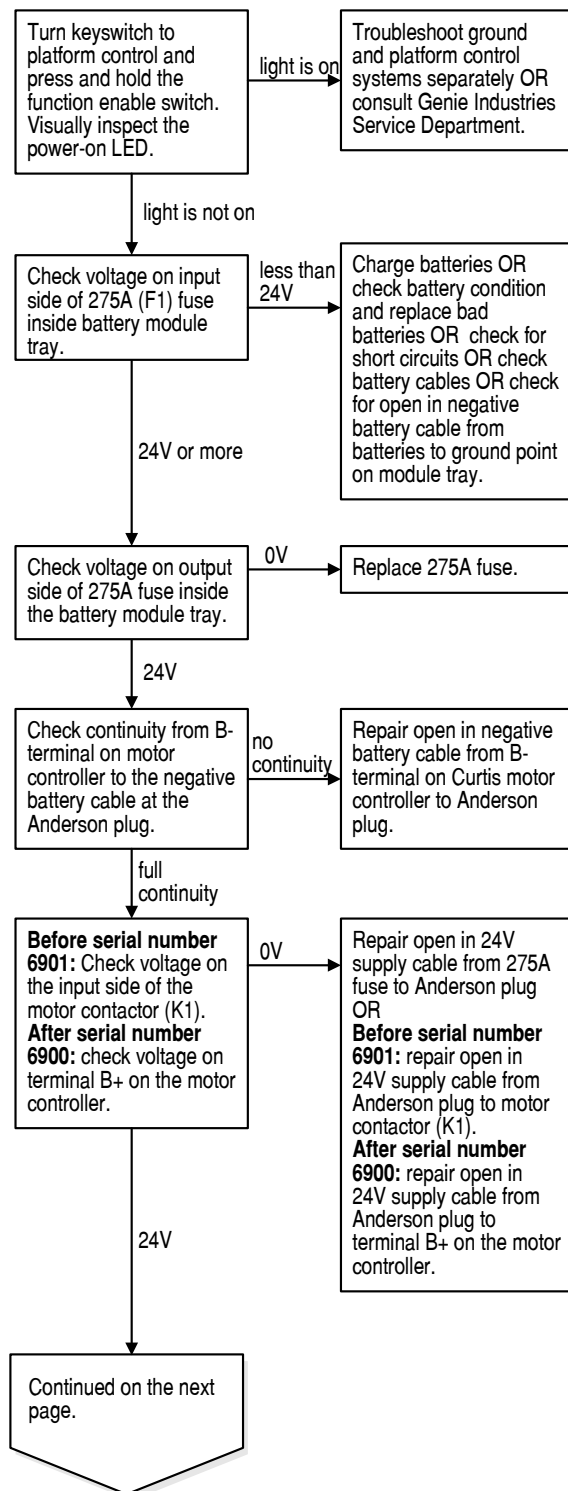 Turn keyswitch to
platform control and
press and hold the
function enable switch.
Visually inspect the
power-on LED.
light is on
Troubleshoot ground
and platform control
systems separately OR
consult Genie Industries
Service Department.
light is not on
Check voltage on input
side of 275A (F1) fuse
inside battery module
tray.
less than
24V
Charge batteries OR
check battery condition
and replace bad
batteries OR check for
short circuits OR check
battery cables OR check
for open in negative
battery cable from
batteries to ground point
on module tray.
24V or more
Check voltage on output
side of 275A fuse inside
the battery module tray.
0V
Replace 275A fuse.
24V
Check continuity from B-
terminal on motor
controller to the negative
battery cable at the
Anderson plug.
no
continuity
Repair open in negative
battery cable from B-
terminal on Curtis motor
controller to Anderson
plug.
full
continuity
Before serial number
6901: Check voltage on
the input side of the
motor contactor (K1).
After serial number
6900: check voltage on
terminal B+ on the motor
controller.
0V
Repair open in 24V
supply cable from 275A
fuse to Anderson plug
OR
Before serial number
6901: repair open in
24V supply cable from
Anderson plug to motor
contactor (K1).
After serial number
6900: repair open in
24V supply cable from
Anderson plug to
terminal B+ on the motor
controller.
24V
Continued on the next
page.